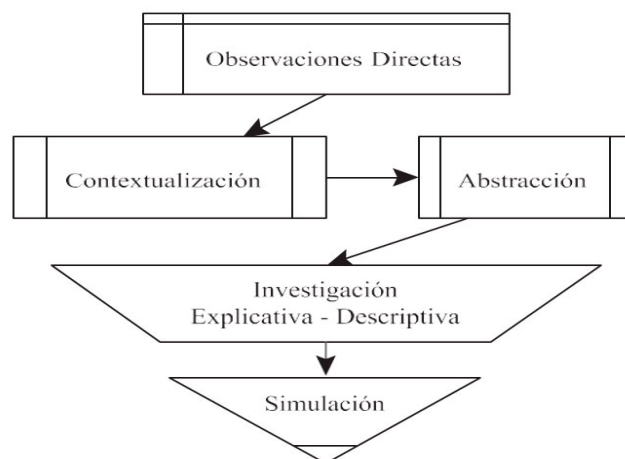 Observaciones Directas
Contextualización
Abstracción
Investigación
Explicativa - Descriptiva
Simulación